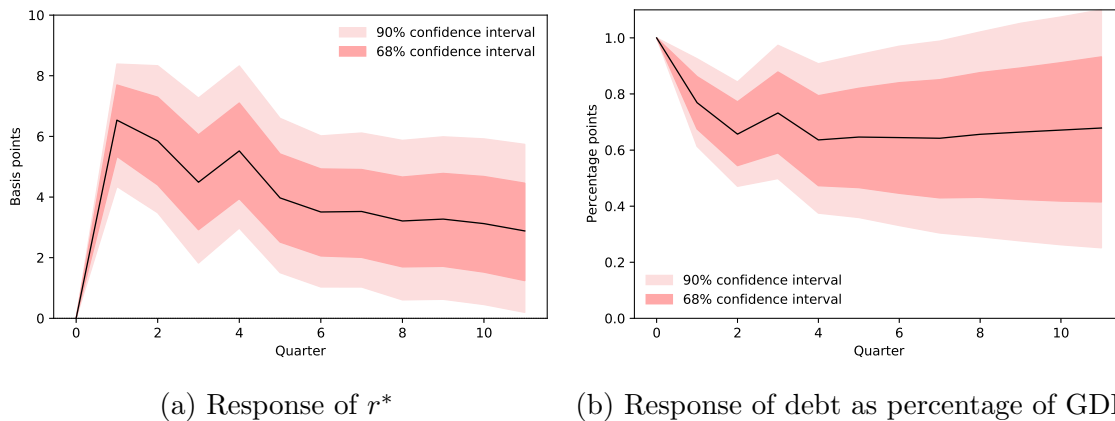 10
8
6
4
2
0
0
2
4
6
8
10
Basis points
Quarter
90% confidence interval
68% confidence interval
(a) Response of r*
1.0
0.8
0.6
0.4
0.2
0.0
0
2
4
6
8
10
Percentage points
Quarter
90% confidence interval
68% confidence interval
(b) Response of debt as percentage of